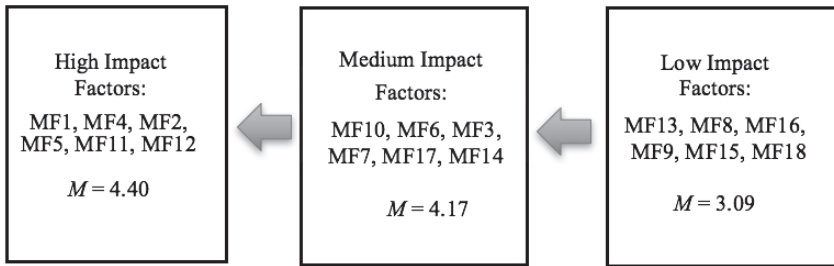 High Impact
Factors:
MF1, MF4, MF2,
MF5, MF11, MF12
M = 4.40
Medium Impact
Factors:
MF10, MF6, MF3,
MF7, MF17, MF14
M = 4.17
Low Impact
Factors:
MF13, MF8, MF16,
MF9, MF15, MF18
M = 3.09